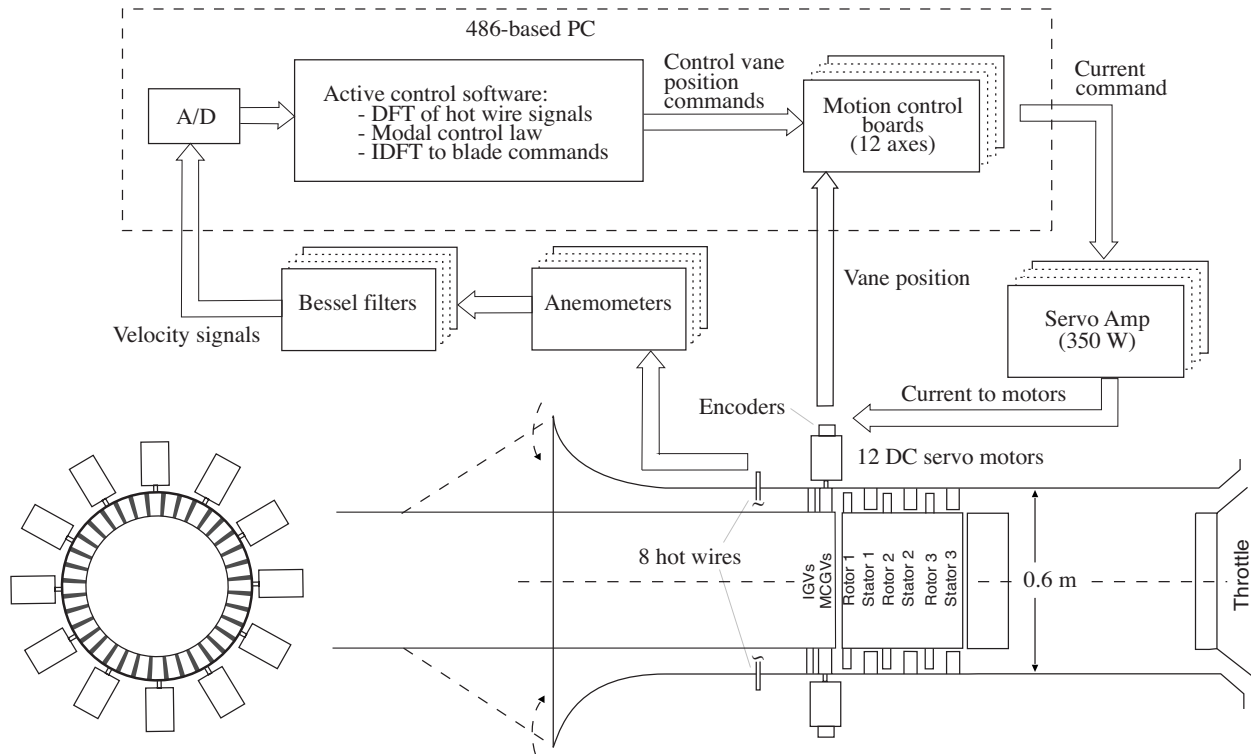 486-based PC
A/D
Active control software:
- DFT of hot wire signals
- Modal control law
- IDFT to blade commands
Control vane
position
commands
Motion control
boards
(12 axes)
Current
command
Bessel filters
Anemometers
Vane position
Servo Amp
(350 W)
Velocity signals
Current to motors
Encoders
12 DC servo motors
8 hot wires
IGVs
MCGVs
Rotor 1
Stator 1
Rotor 2
Stator 2
Rotor 3
Stator 3
0.6 m
Throttle